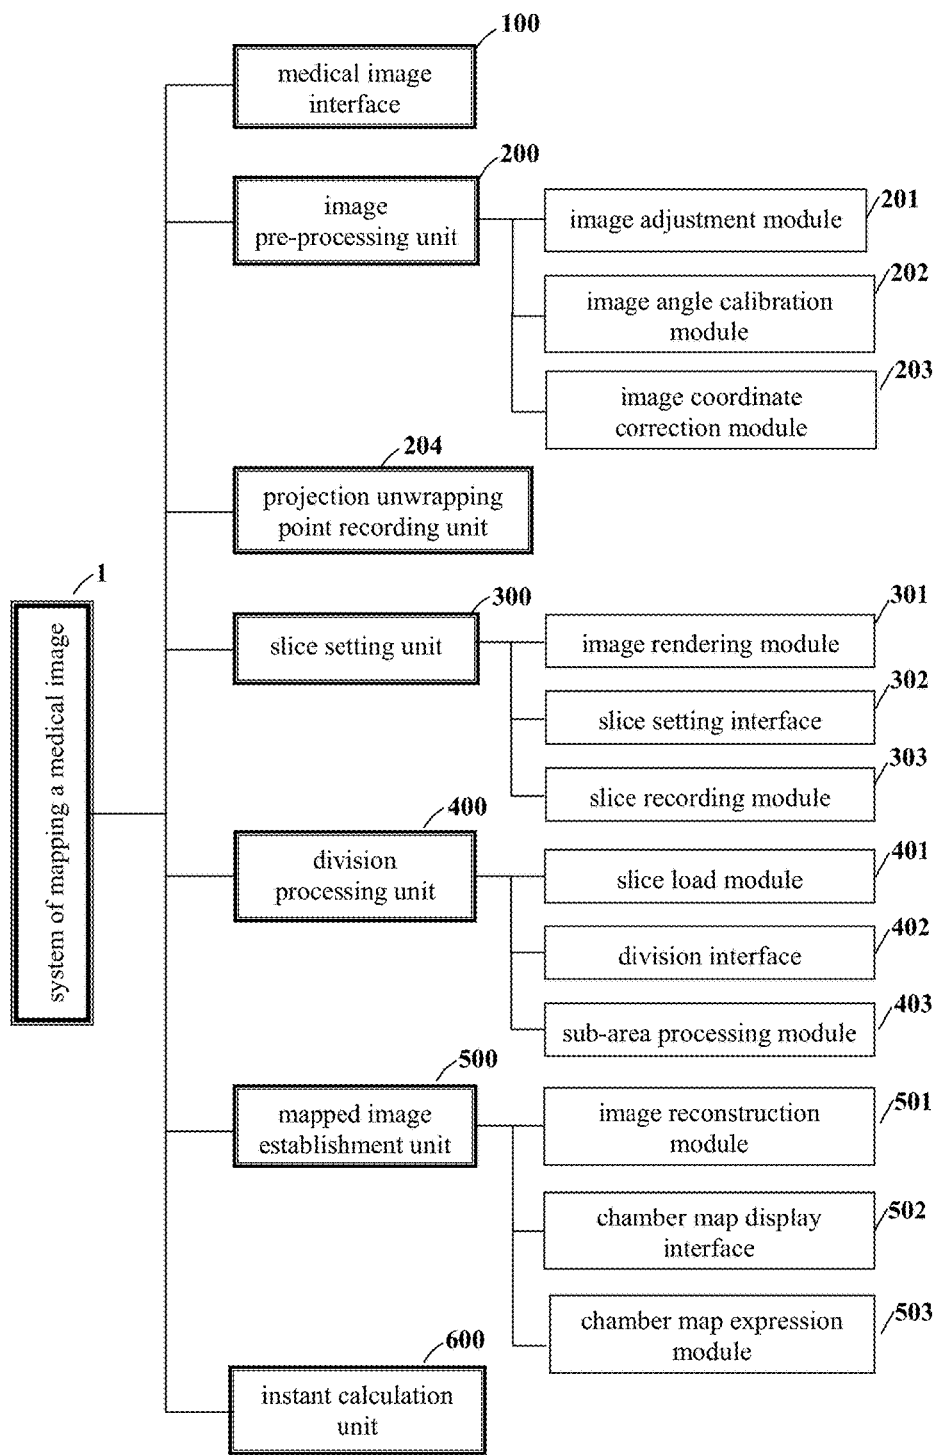 100
medical image
interface
200
image
pre-processing unit
201
image adjustment module
202
image angle calibration
module
203
image coordinate
correction module
204
projection unwrapping
point recording unit
1
system of mapping a medical image
300
slice setting unit
301
image rendering module
302
slice setting interface
303
slice recording module
400
division
processing unit
401
slice load module
402
division interface
403
sub-area processing module
500
mapped image
establishment unit
501
image reconstruction
module
502
chamber map display
interface
503
chamber map expression
module
600
instant calculation
unit